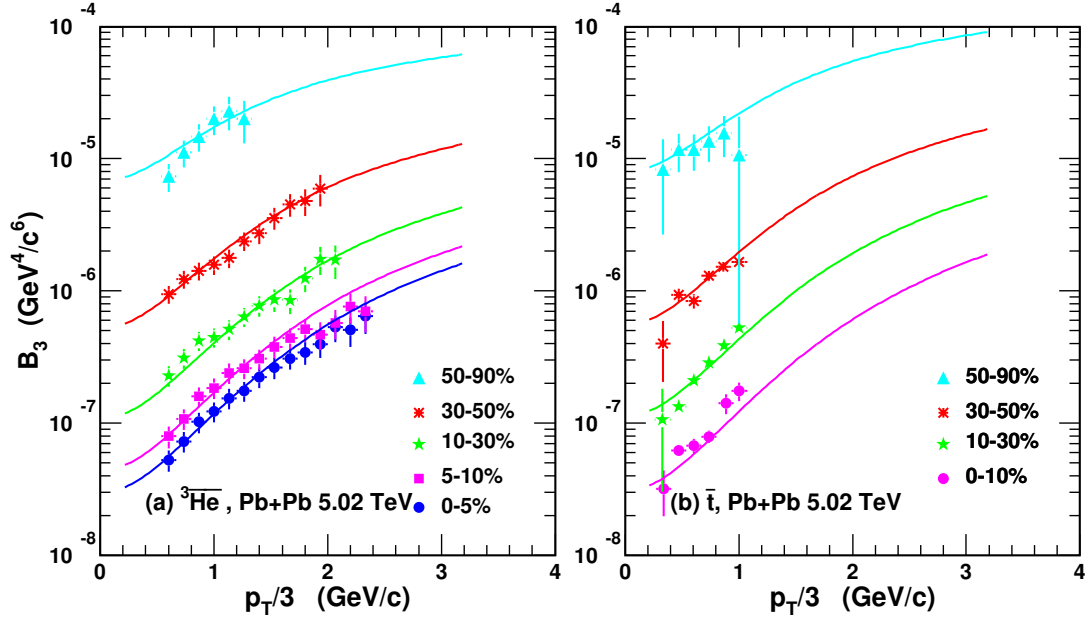 10^-4
10^-5
10^-6
10^-7
10^-8
B_3 (GeV^4/c^6)
50-90%
30-50%
10-30%
5-10%
0-5%
(a) ^3\overline{He} , Pb+Pb 5.02 TeV
0 1 2 3 4
p_T/3 (GeV/c)
10^-4
10^-5
10^-6
10^-7
10^-8
50-90%
30-50%
10-30%
0-10%
(b) t̄, Pb+Pb 5.02 TeV
0 1 2 3 4
p_T/3 (GeV/c)